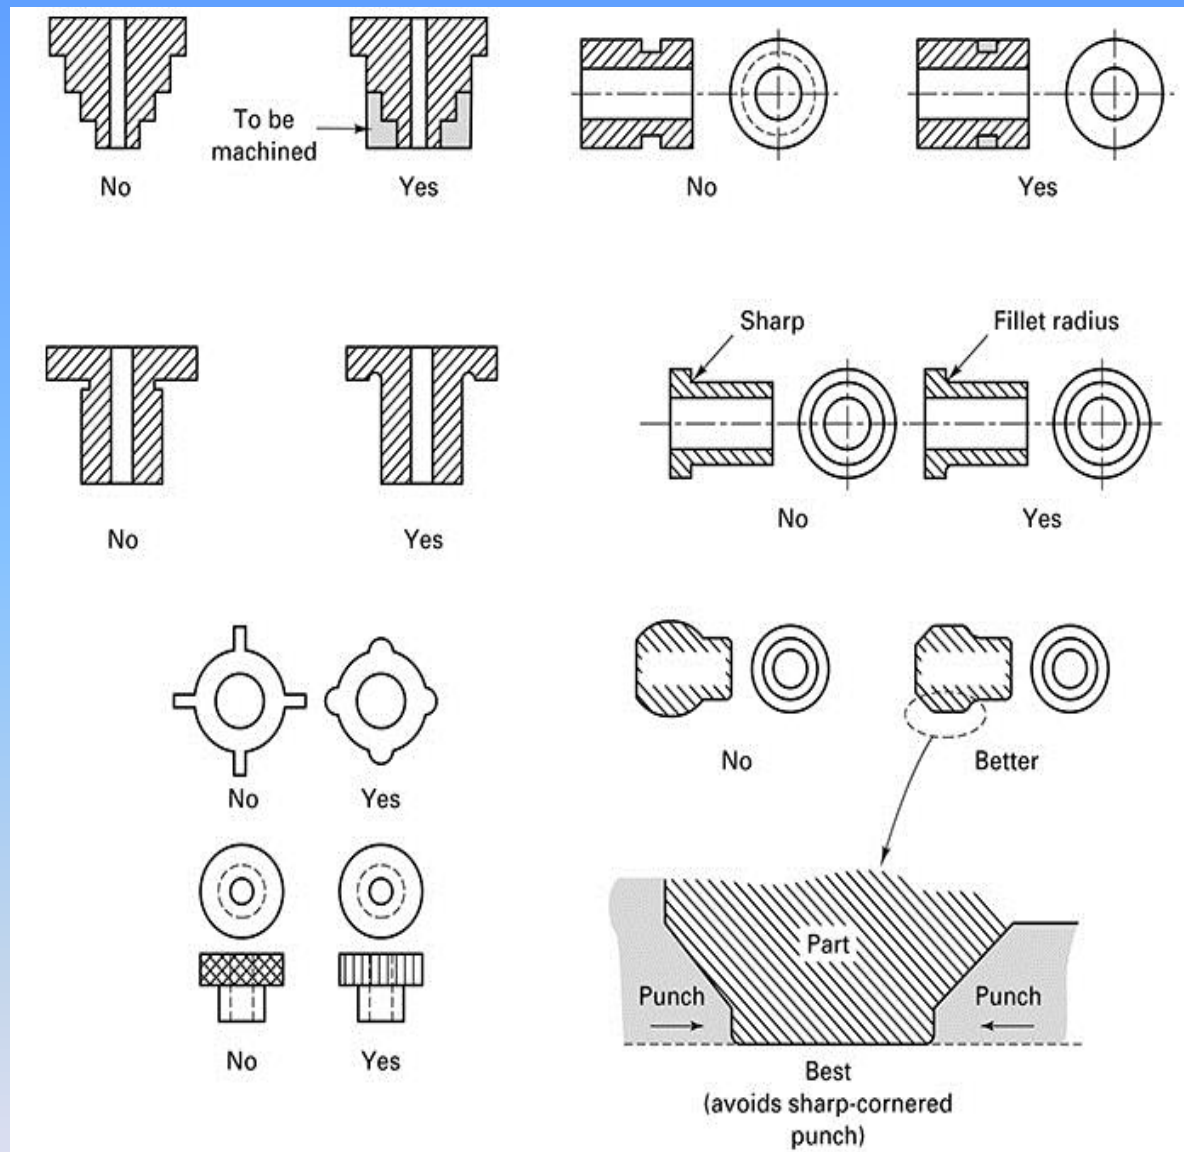 To be
machined
No
Yes
No
Yes
Sharp
Fillet radius
No
Yes
No
Yes
No
Yes
No
Better
No
Yes
Part
Punch
Punch
Best
(avoids sharp-cornered
punch)